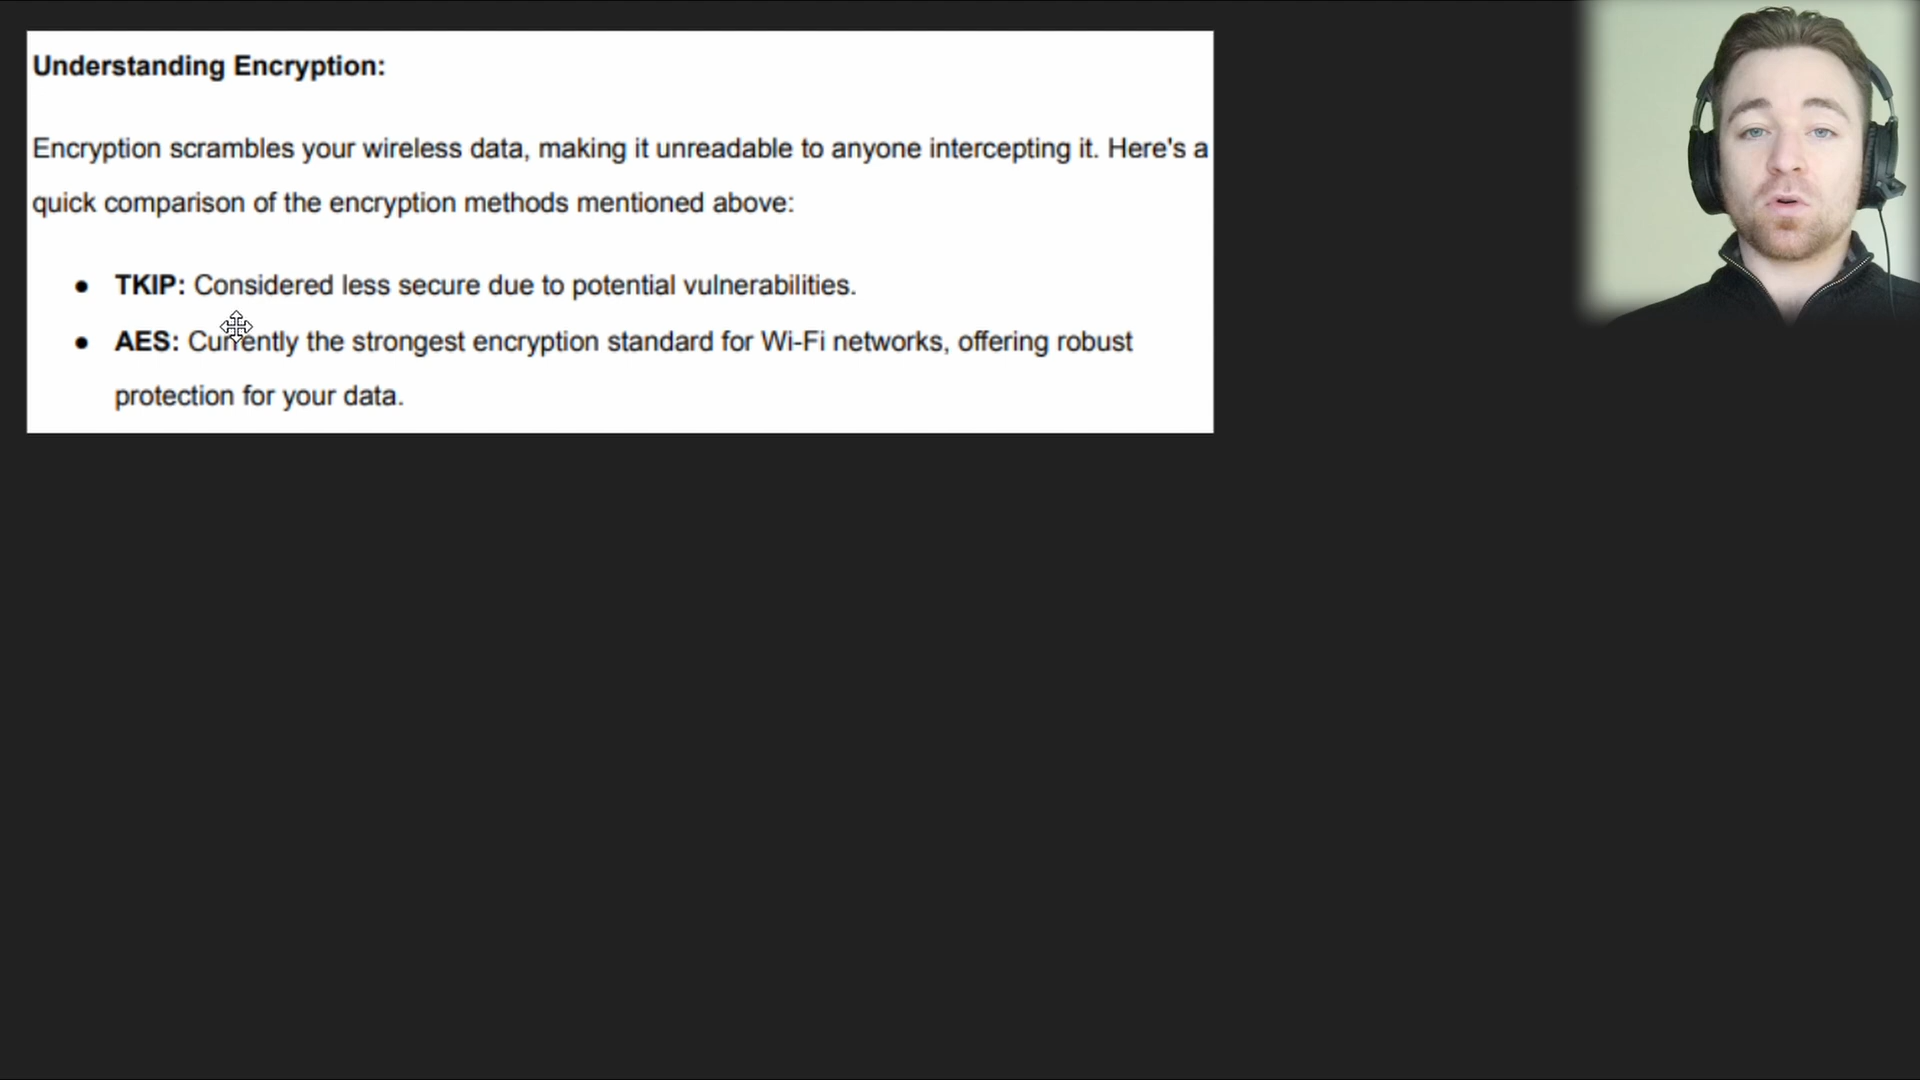 Understanding Encryption:
Encryption scrambles your wireless data, making it unreadable to anyone intercepting it. Here's a
quick comparison of the encryption methods mentioned above:
● TKIP: Considered less secure due to potential vulnerabilities.
● AES: Currently the strongest encryption standard for Wi-Fi networks, offering robust
protection for your data.